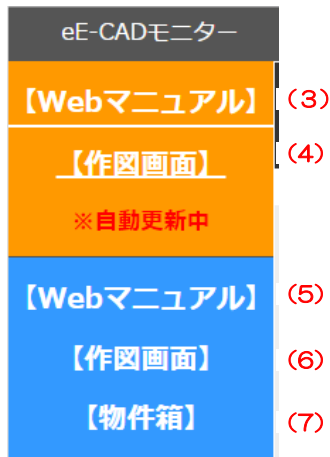 eE-CADモニター
【Webマニュアル】 （３）
【作図画面】 （４）
※自動更新中
【Webマニュアル】 （５）
【作図画面】 （６）
【物件箱】 （７）